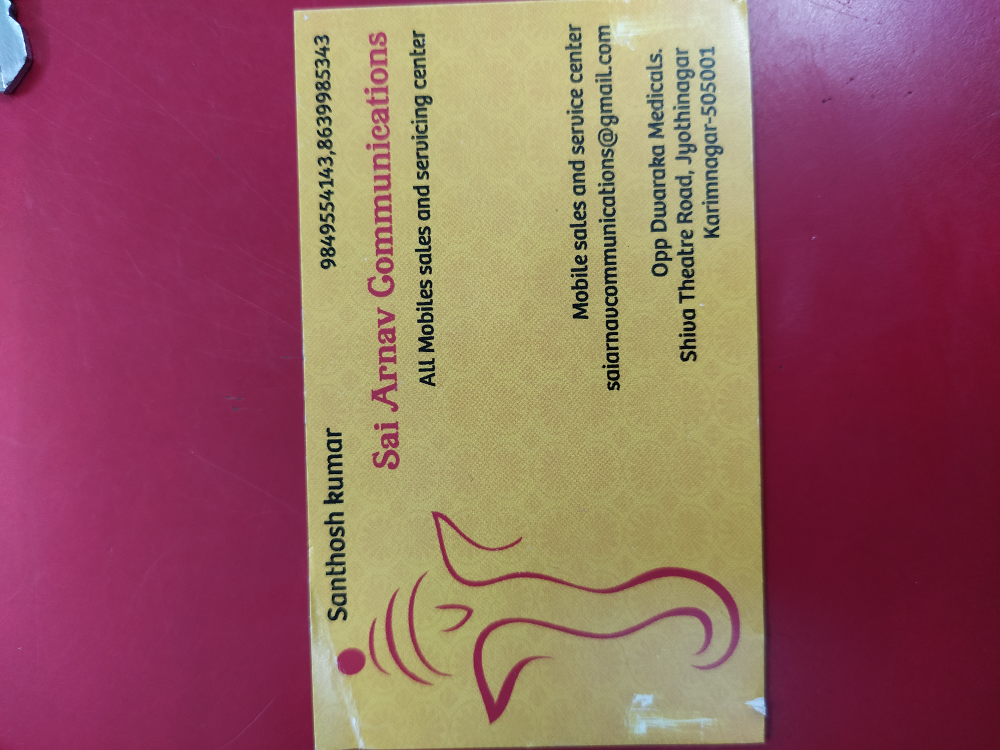 Santhosh kumar 9849554143,8639985343
Sai Arnav Communications
All Mobiles sales and servicing center
Mobile sales and service center
saiarnavcommunications@gmail.com
Opp Dwaraka Medicals.
Shiva Theatre Road, Jyothinagar
Karimnagar-505001